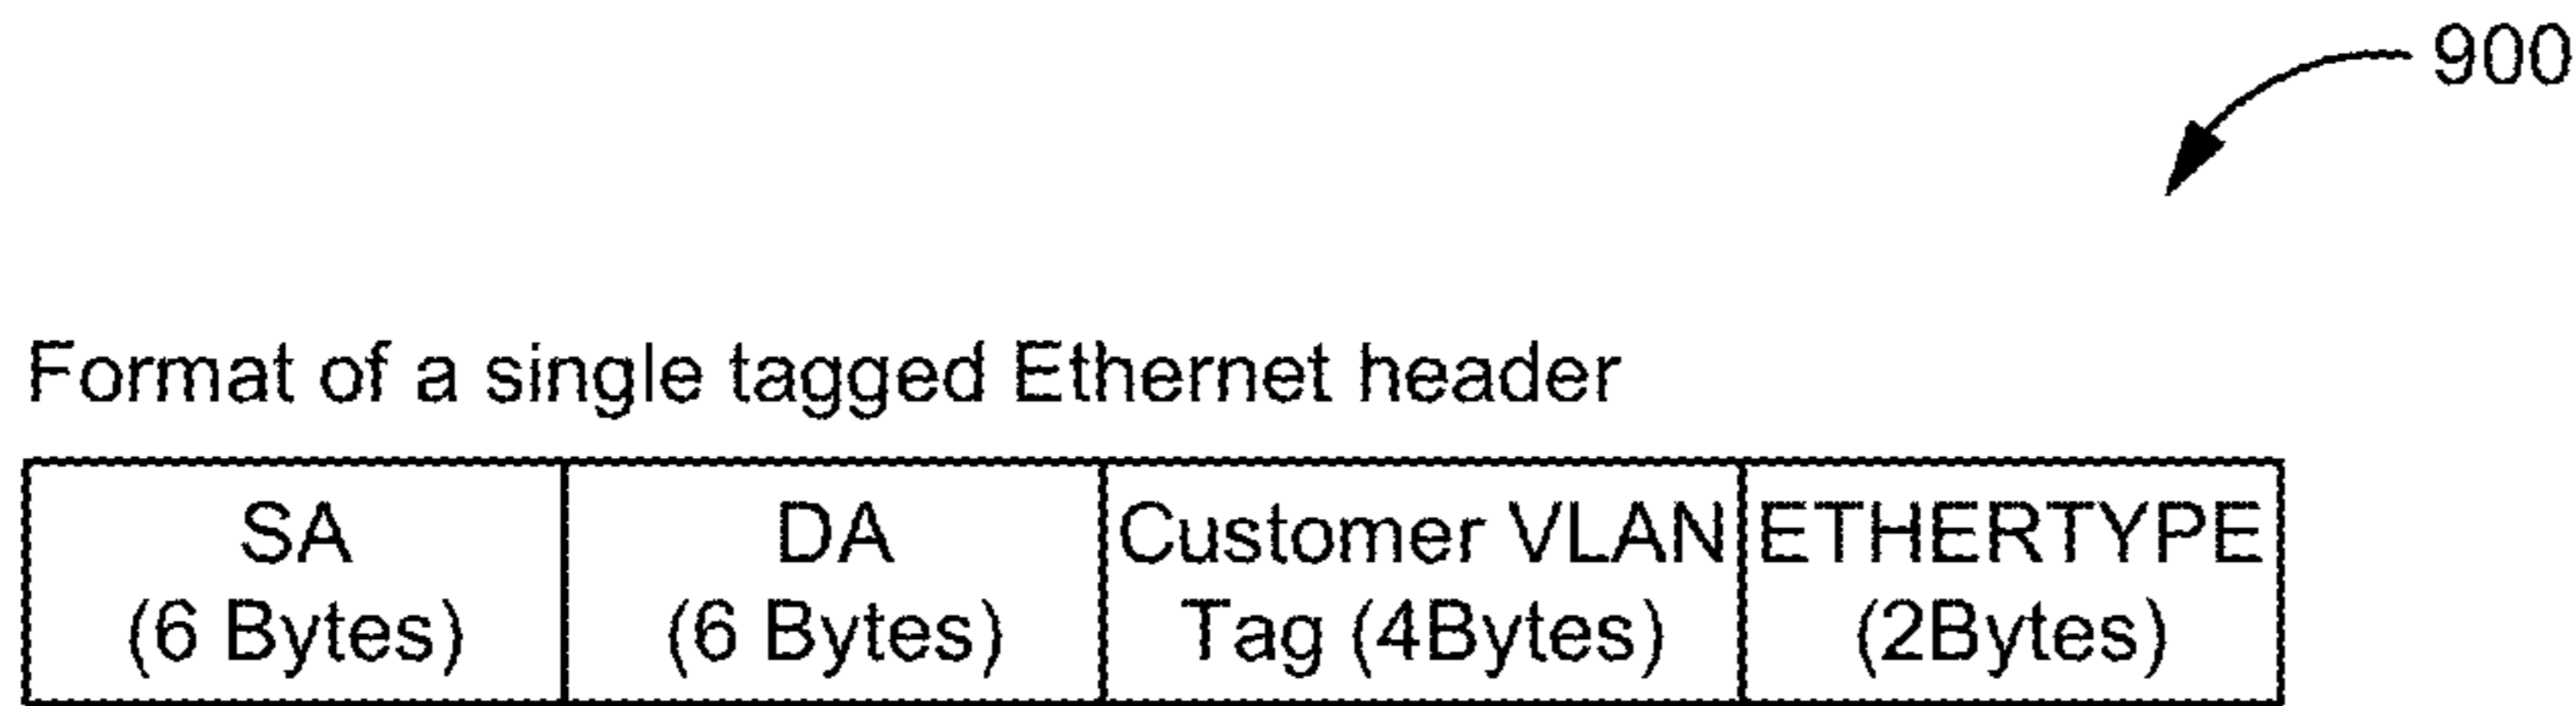 900
Format of a single tagged Ethernet header
SA
(6 Bytes)
DA
(6 Bytes)
Customer VLAN
Tag (4Bytes)
ETHERTYPE
(2Bytes)